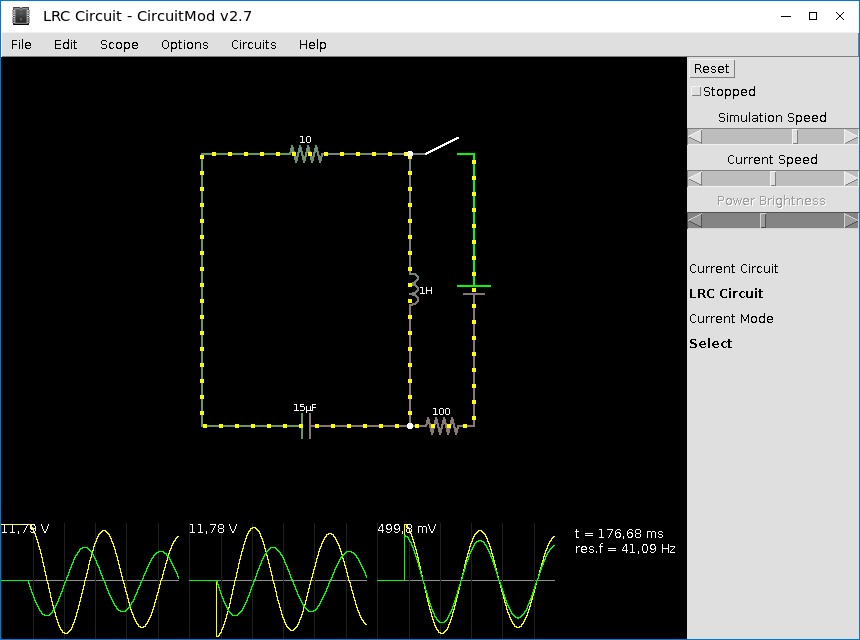 LRC Circuit - CircuitMod v2.7
File Edit Scope Options Circuits Help
Reset
Stopped
Simulation Speed
Current Speed
Power Brightness
Current Circuit
LRC Circuit
Current Mode
Select
10
1H
15µF
100
11,79 V
11,78 V
499,8 mV
t = 176,68 ms
res.f = 41,09 Hz